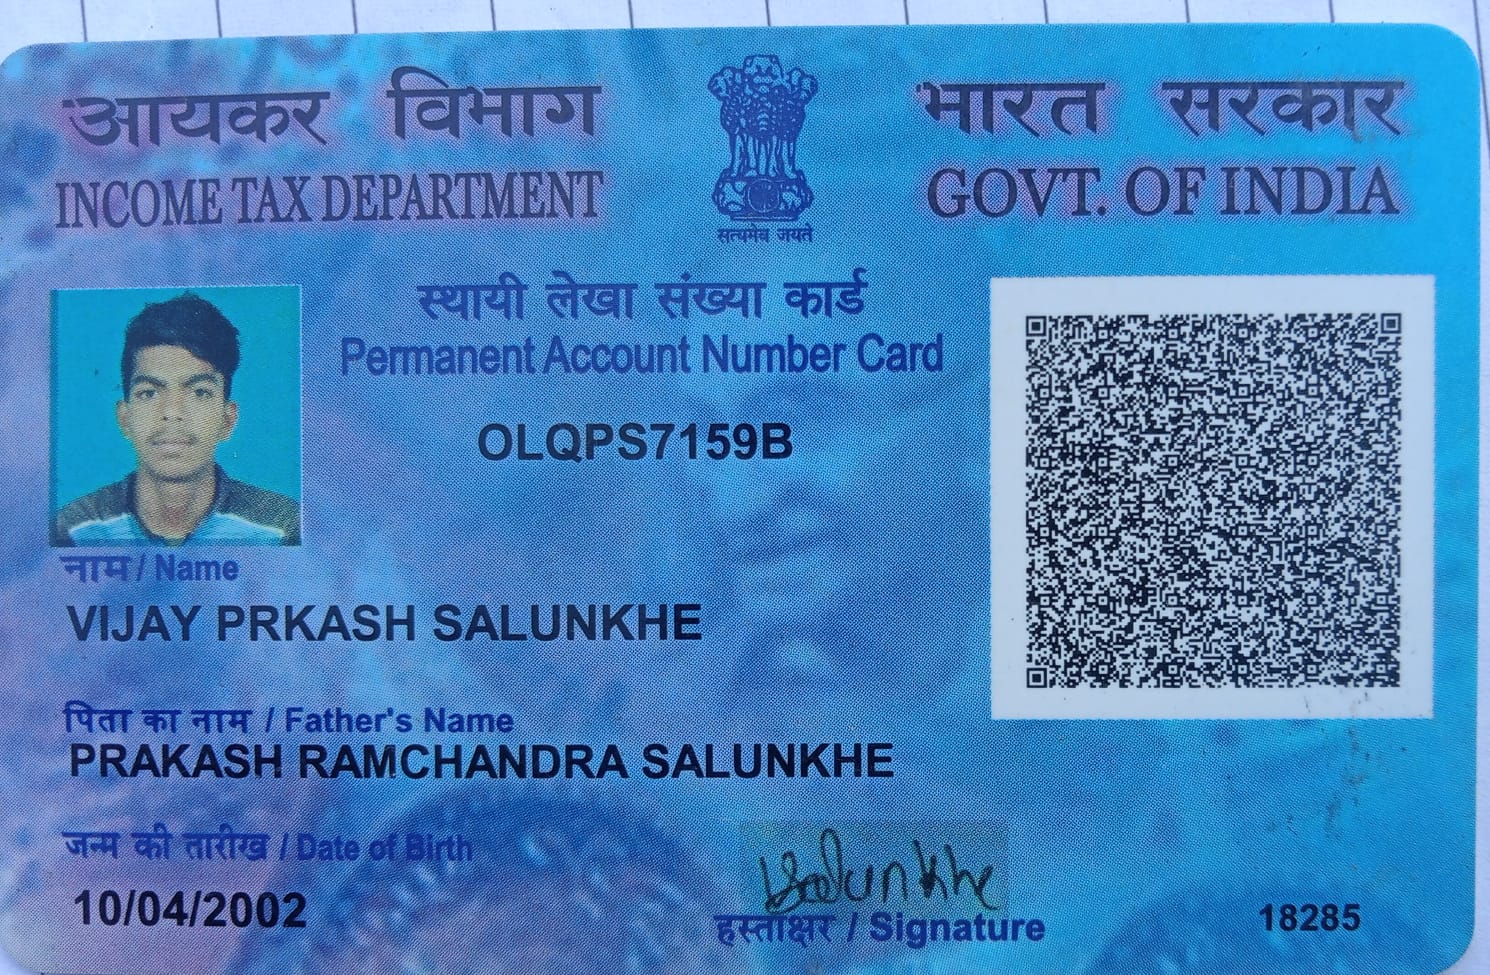 आयकर विभाग
INCOME TAX DEPARTMENT
सत्यमेव जयते
भारत सरकार
GOVT. OF INDIA
स्थायी लेखा संख्या कार्ड
Permanent Account Number Card
OLQPS7159B
नाम / Name
VIJAY PRKASH SALUNKHE
पिता का नाम / Father's Name
PRAKASH RAMCHANDRA SALUNKHE
जन्म की तारीख / Date of Birth
10/04/2002
Salunkhe
हस्ताक्षर / Signature
18285